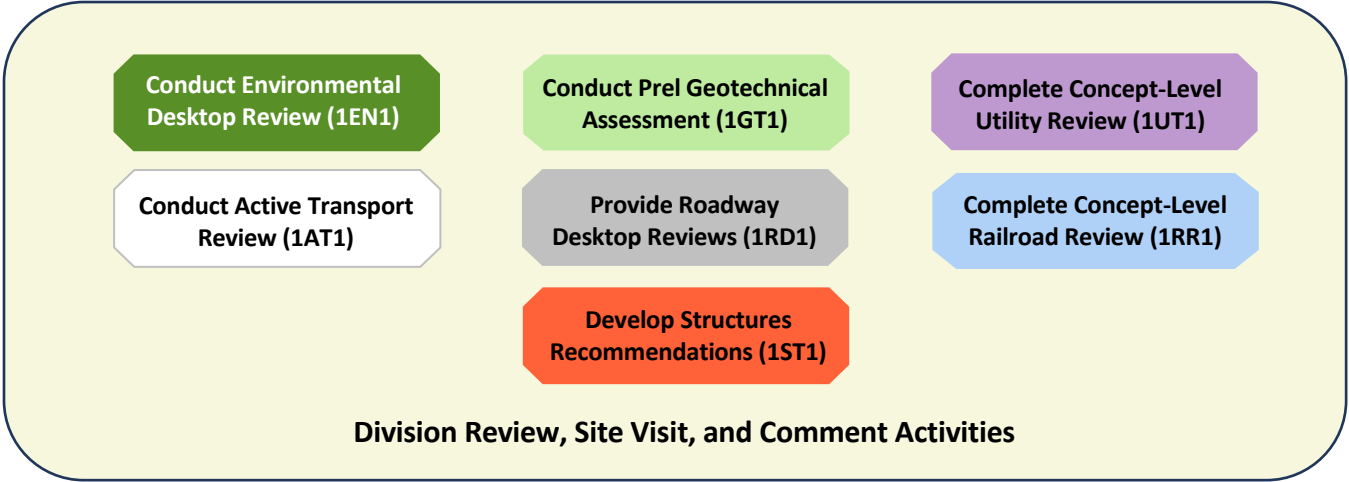 Conduct Environmental
Desktop Review (1EN1)
Conduct Prel Geotechnical
Assessment (1GT1)
Complete Concept-Level
Utility Review (1UT1)
Conduct Active Transport
Review (1AT1)
Provide Roadway
Desktop Reviews (1RD1)
Complete Concept-Level
Railroad Review (1RR1)
Develop Structures
Recommendations (1ST1)
Division Review, Site Visit, and Comment Activities